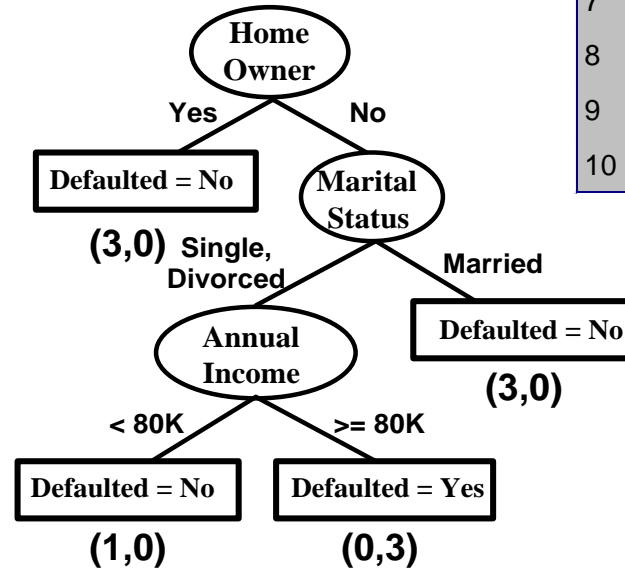 7
8
9
10
Home
Owner
Yes
No
Defaulted = No
(3,0)
Marital
Status
Single,
Divorced
Married
Annual
Income
Defaulted = No
(3,0)
< 80K
>= 80K
Defaulted = No
Defaulted = Yes
(1,0)
(0,3)